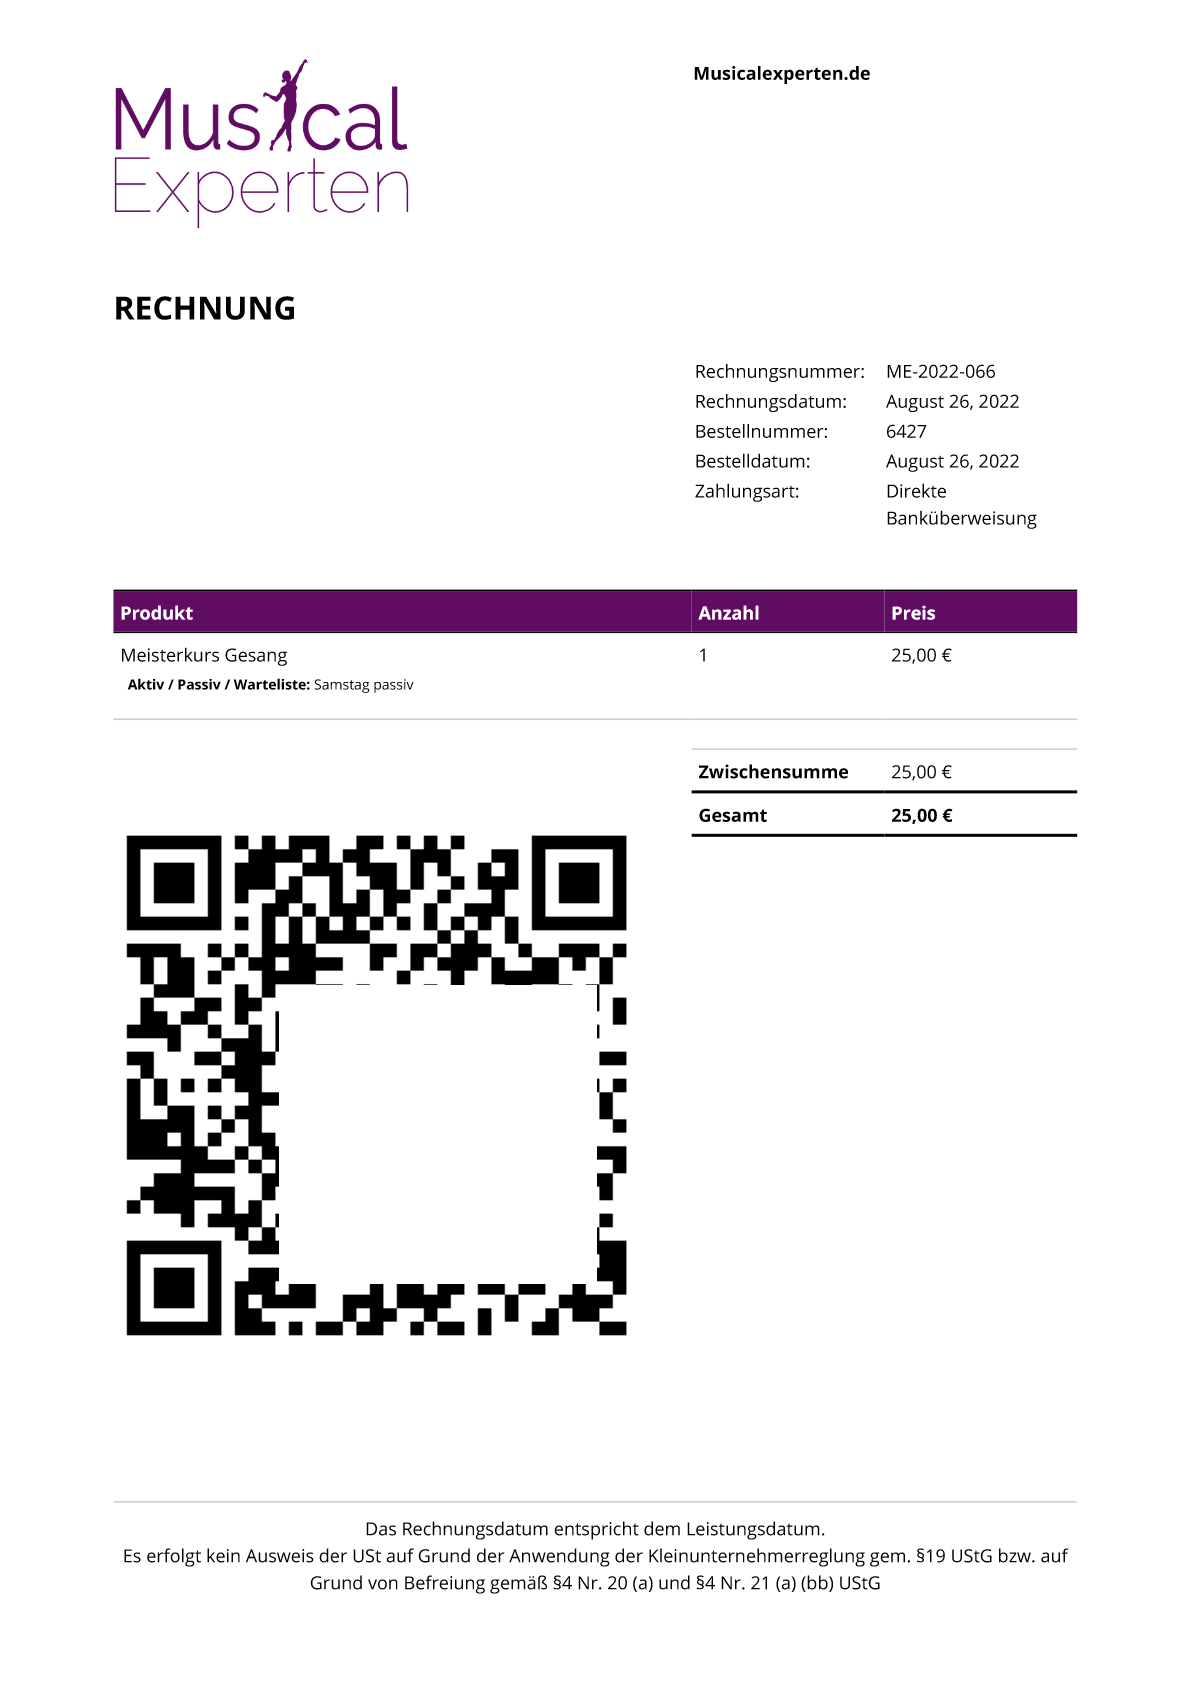 Musical
Experten
Musicalexperten.de
RECHNUNG
Rechnungsnummer: ME-2022-066
Rechnungsdatum: August 26, 2022
Bestellnummer: 6427
Bestelldatum: August 26, 2022
Zahlungsart: Direkte
Banküberweisung
Produkt Anzahl Preis
Meisterkurs Gesang 1 25,00 €
Aktiv / Passiv / Warteliste: Samstag passiv
Zwischensumme 25,00 €
Gesamt 25,00 €
Das Rechnungsdatum entspricht dem Leistungsdatum.
Es erfolgt kein Ausweis der USt auf Grund der Anwendung der Kleinunternehmerreglung gem. §19 UStG bzw. auf
Grund von Befreiung gemäß §4 Nr. 20 (a) und §4 Nr. 21 (a) (bb) UStG